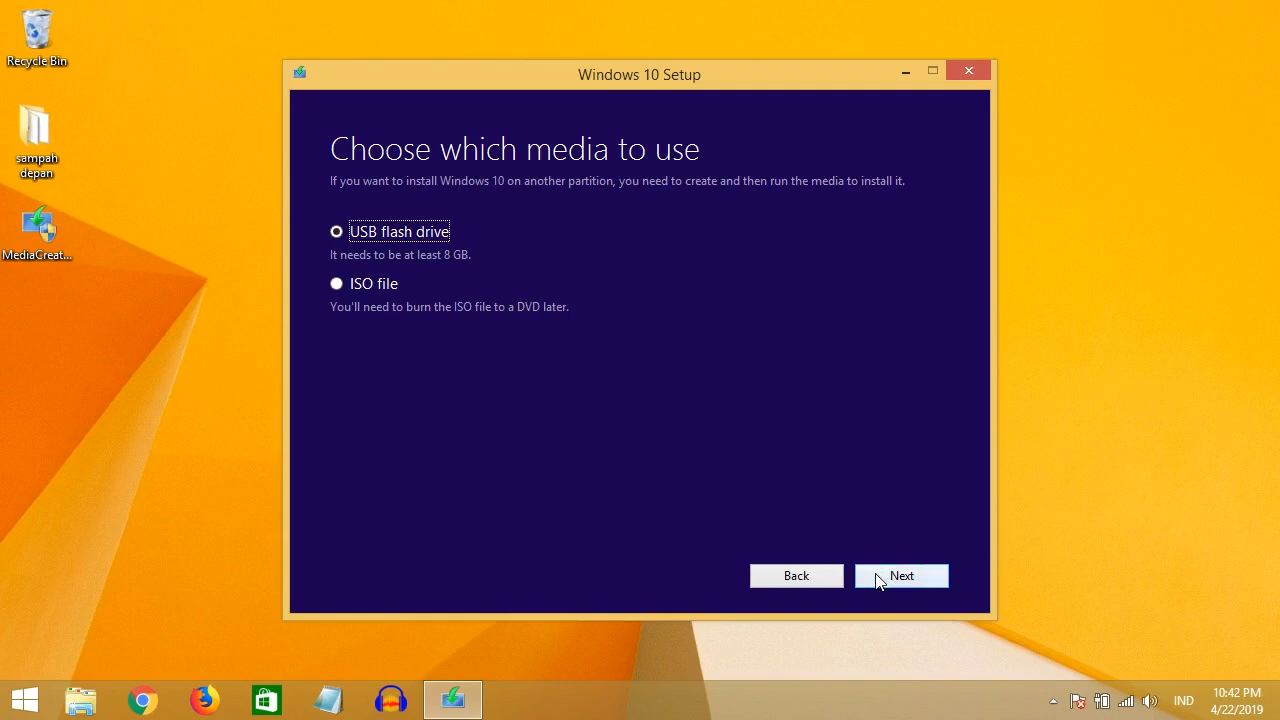 Recycle Bin
sampah
depan
MediaCreat...
Windows 10 Setup
Choose which media to use
If you want to install Windows 10 on another partition, you need to create and then run the media to install it.
USB flash drive
It needs to be at least 8 GB.
ISO file
You'll need to burn the ISO file to a DVD later.
Back
Next
IND
10:42 PM
4/22/2019